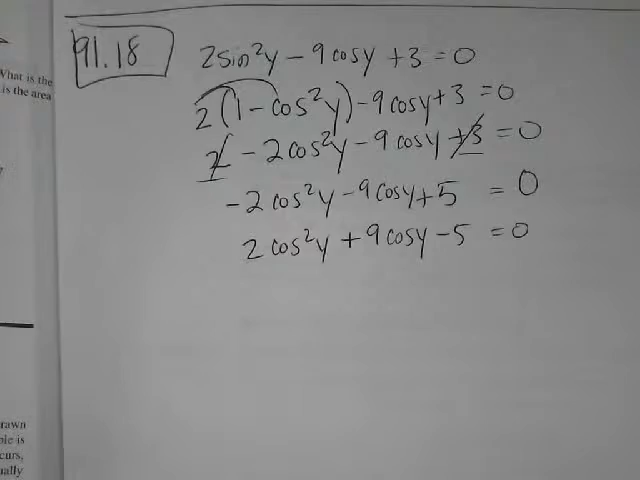 91.18
2sin²y - 9cosy + 3 = 0
2(1 - cos²y) - 9cosy + 3 = 0
2 - 2cos²y - 9cosy + 3 = 0
-2cos²y - 9cosy + 5 = 0
2cos²y + 9cosy - 5 = 0
What is the
is the area
rawn
ble is
curs,
ually